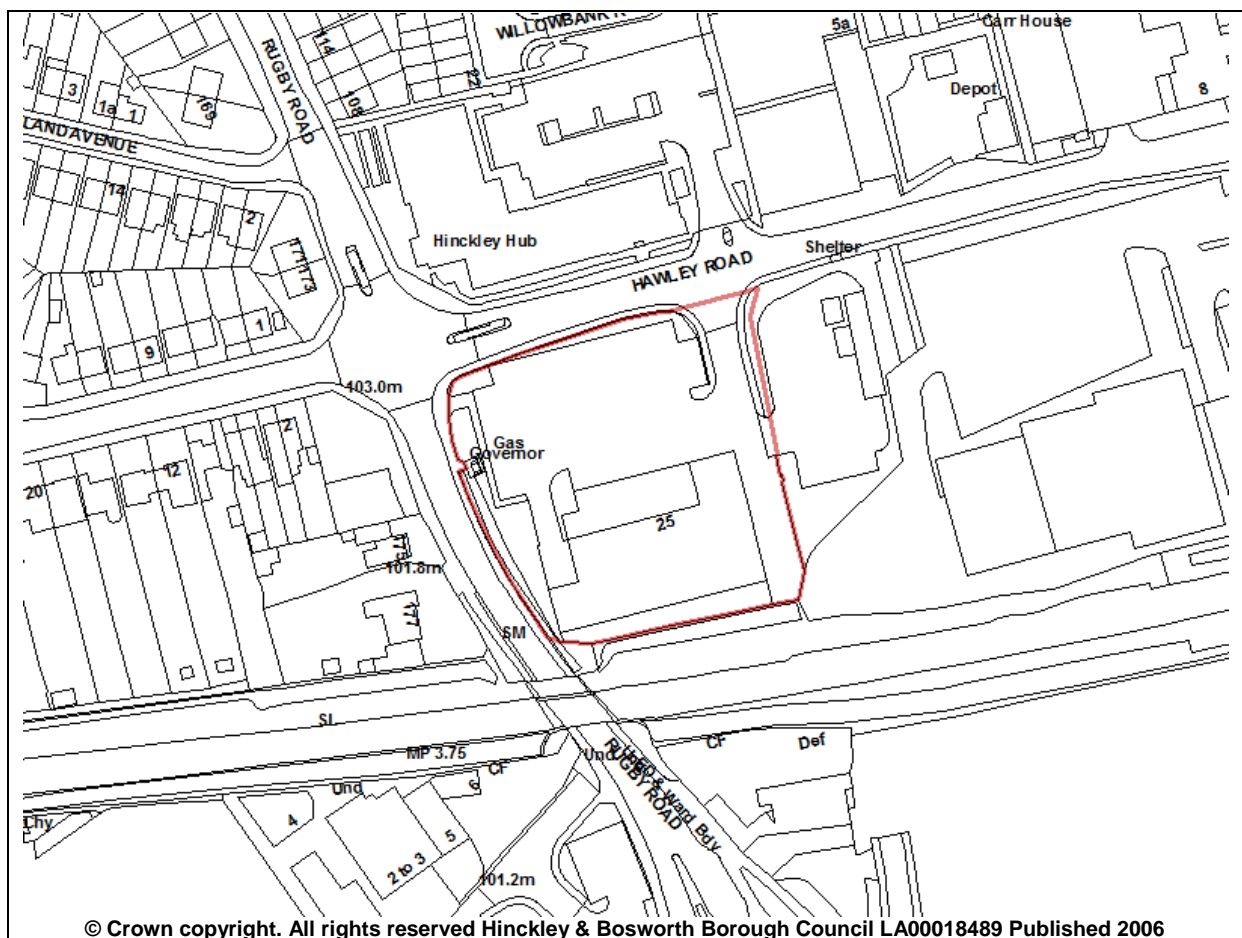 WILLOWBANK R
5a
Carr House
RUGBY ROAD
114
3
1a
1
169
108
22
Depot
8
LANDAVENUE
14
2
171/173
Hinckley Hub
Shelter
HAWLEY ROAD
1
9
103.0m
2
Gas
Governor
12
20
25
175
101.8m
177
SM
SL
MP 3.75
CF
Und
Und
CF
Def
RUGBY ROAD
Ward Bdy
6
4
5
2 to 3
101.2m
© Crown copyright. All rights reserved Hinckley & Bosworth Borough Council LA00018489 Published 2006